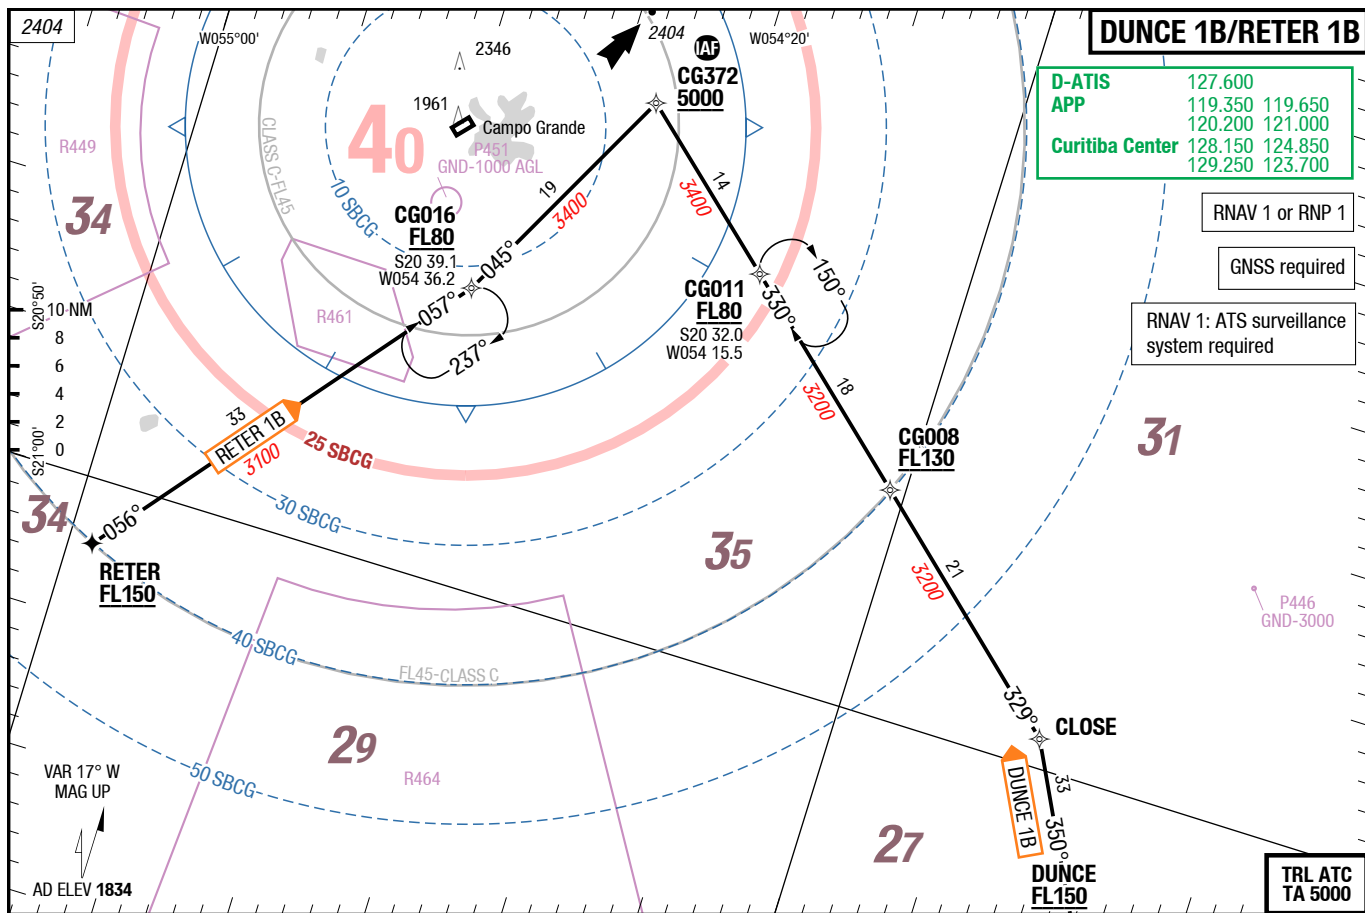 2404
W055°00'
2346
2404
IAF
W054°20'
DUNCE 1B/RETER 1B
CG372
5000
D-ATIS 127.600
APP 119.350 119.650
120.200 121.000
Curitiba Center 128.150 124.850
129.250 123.700
1961
Campo Grande
40
P451
GND-1000 AGL
R449
CLASS C-FL45
10 SBCG
34
19
3400
14
3400
RNAV 1 or RNP 1
GNSS required
RNAV 1: ATS surveillance
system required
CG016
FL80
S20 39.1
W054 36.2
045°
057°
237°
CG011
FL80
S20 32.0
W054 15.5
150°
330°
S20°50'
10 NM
8
6
4
2
0
S21°00'
R461
33
RETER 1B
3100
25 SBCG
18
3200
CG008
FL130
31
34
056°
RETER
FL150
30 SBCG
35
21
3200
P446
GND-3000
40 SBCG
FL45-CLASS C
29
R464
50 SBCG
329°
CLOSE
33
DUNCE 1B
350°
27
DUNCE
FL150
VAR 17° W
MAG UP
AD ELEV 1834
TRL ATC
TA 5000